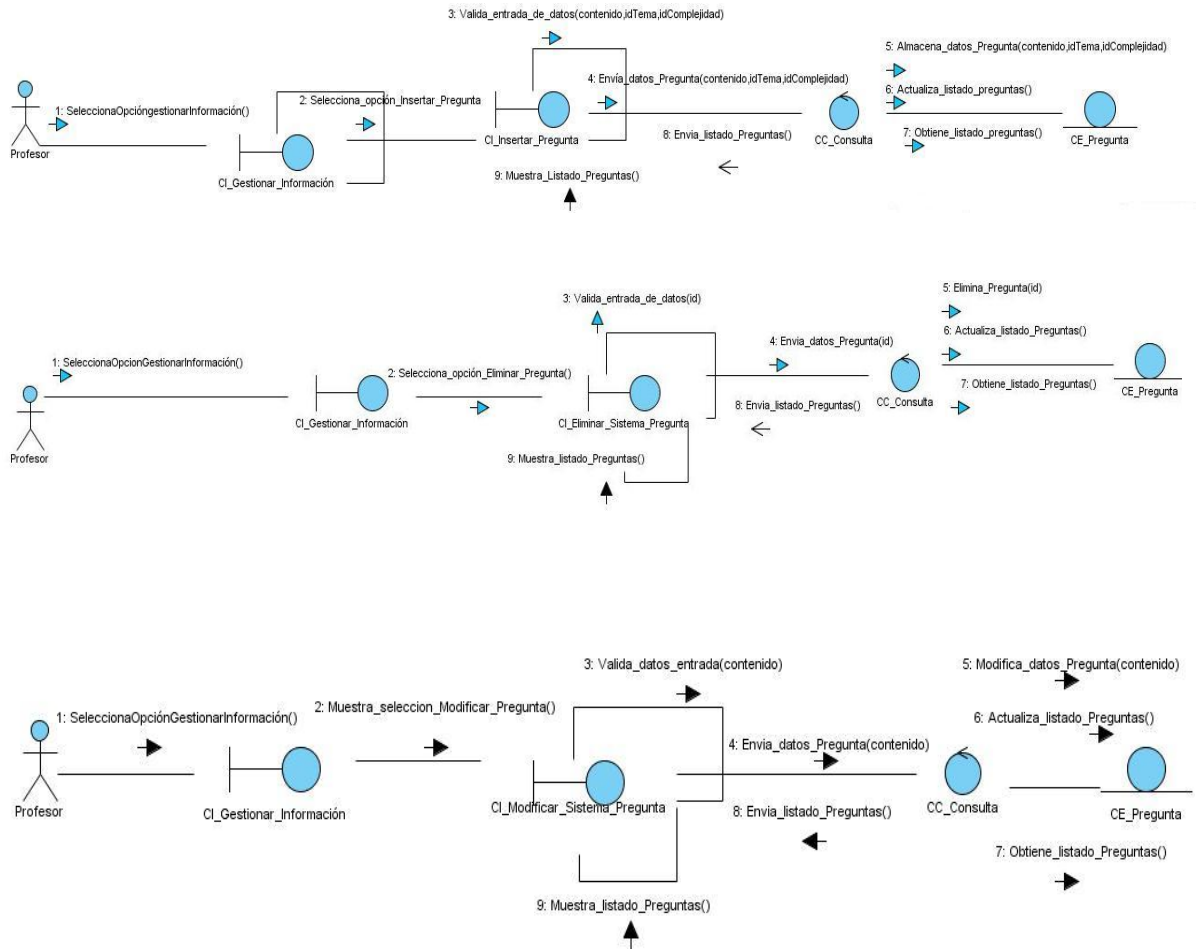 3: Valida_entrada_de_datos(contenido,idTema,idComplejidad)
5: Almacena_datos_Pregunta(contenido,idTema,idComplejidad)
4: Envía_datos_Pregunta(contenido,idTema,idComplejidad)
6: Actualiza_listado_preguntas()
1: SeleccionaOpcióngestionarInformación()
2: Selecciona_opción_Insertar_Pregunta
8: Envia_listado_Preguntas()
7: Obtiene_listado_preguntas()
Profesor
CI_Insertar_Pregunta
CC_Consulta
CE_Pregunta
CI_Gestionar_Información
9: Muestra_Listado_Preguntas()
5: Elimina_Pregunta(id)
3: Valida_entrada_de_datos(id)
6: Actualiza_listado_Preguntas()
4: Envia_datos_Pregunta(id)
1: SeleccionaOpcionGestionarInformación()
2: Selecciona_opción_Eliminar_Pregunta()
7: Obtiene_listado_Preguntas()
CE_Pregunta
8: Envia_listado_Preguntas()
CC_Consulta
CI_Gestionar_Información
CI_Eliminar_Sistema_Pregunta
Profesor
9: Muestra_listado_Preguntas()
3: Valida_datos_entrada(contenido)
5: Modifica_datos_Pregunta(contenido)
2: Muestra_seleccion_Modificar_Pregunta()
1: SeleccionaOpciónGestionarInformación()
6: Actualiza_listado_Preguntas()
4: Envia_datos_Pregunta(contenido)
Profesor
CI_Gestionar_Información
CI_Modificar_Sistema_Pregunta
8: Envia_listado_Preguntas()
CC_Consulta
CE_Pregunta
7: Obtiene_listado_Preguntas()
9: Muestra_listado_Preguntas()